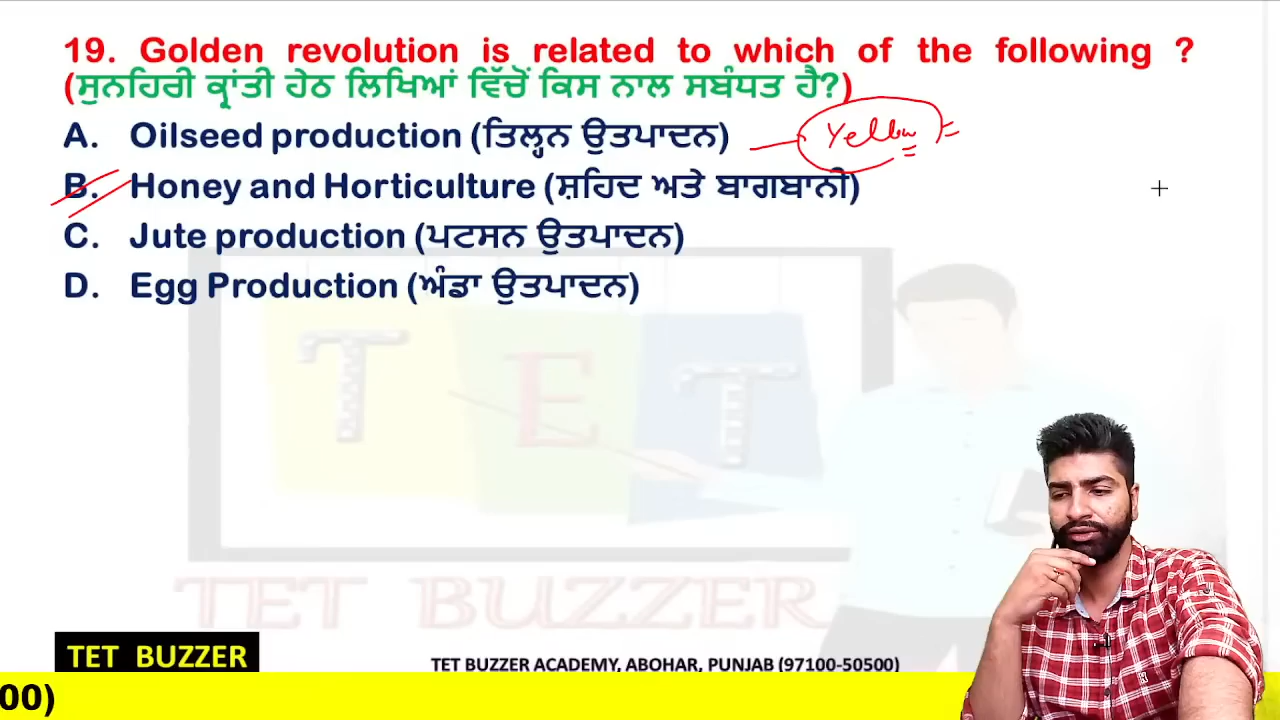 19. Golden revolution is related to which of the following ?
(ਸੁਨਹਿਰੀ ਕ੍ਰਾਂਤੀ ਹੇਠ ਲਿਖਿਆਂ ਵਿੱਚੋਂ ਕਿਸ ਨਾਲ ਸਬੰਧਤ ਹੈ?)
A. Oilseed production (ਤਿਲ੍ਹਨ ਉਤਪਾਦਨ) Yellow
B. Honey and Horticulture (ਸ਼ਹਿਦ ਅਤੇ ਬਾਗਬਾਨੀ)
C. Jute production (ਪਟਸਨ ਉਤਪਾਦਨ)
D. Egg Production (ਅੰਡਾ ਉਤਪਾਦਨ)
T E T
TET BUZZER
TET BUZZER
TET BUZZER ACADEMY, ABOHAR, PUNJAB (97100-50500)
00)